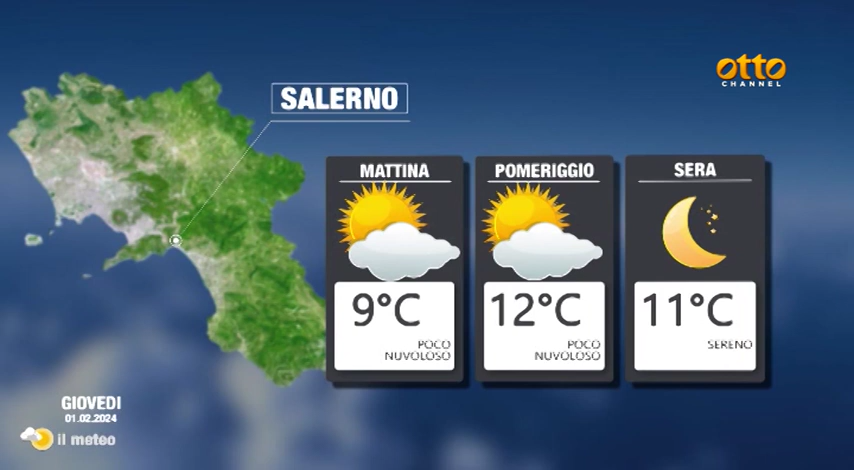 otto
CHANNEL
SALERNO
MATTINA
POMERIGGIO
SERA
9°C
12°C
11°C
POCO
NUVOLOSO
POCO
NUVOLOSO
SERENO
GIOVEDI
01.02.2024
il meteo